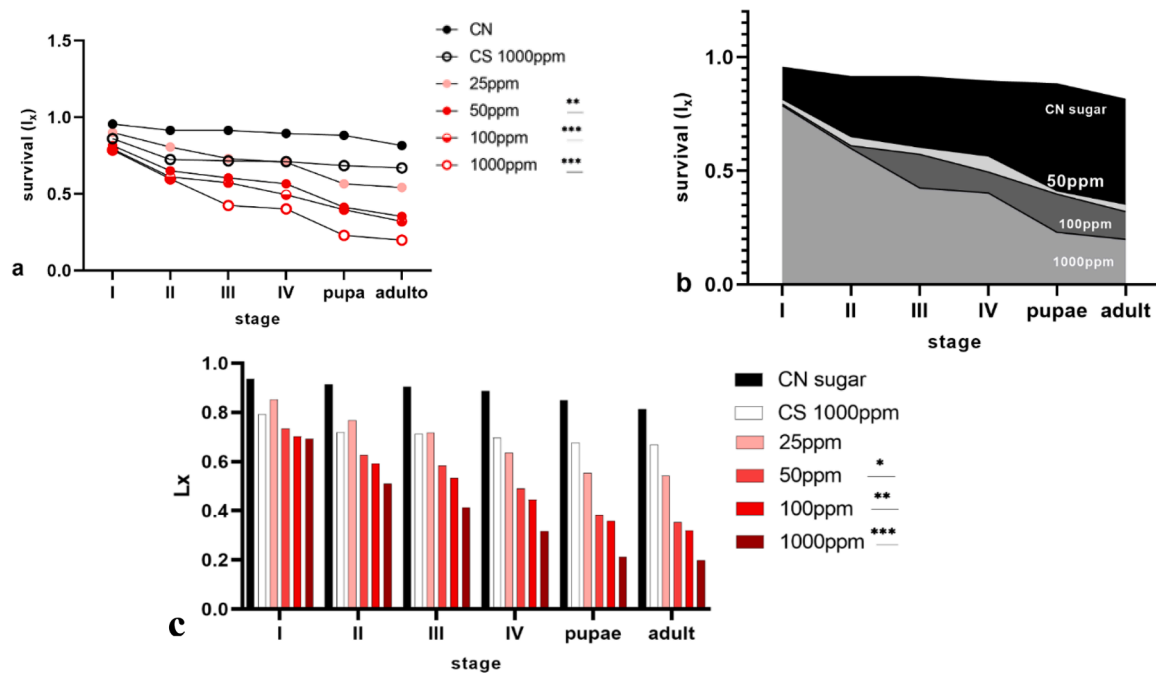 1.5
1.0
0.5
0.0
survival (lₓ)
I II III IV pupa adulto
stage
a
CN
CS 1000ppm
25ppm
50ppm **
100ppm ***
1000ppm ***
1.0
0.5
0.0
survival (lₓ)
CN sugar
50ppm
100ppm
1000ppm
I II III IV pupae adult
stage
b
1.0
0.8
0.6
0.4
0.2
0.0
Lx
I II III IV pupae adult
stage
c
CN sugar
CS 1000ppm
25ppm
50ppm *
100ppm **
1000ppm ***